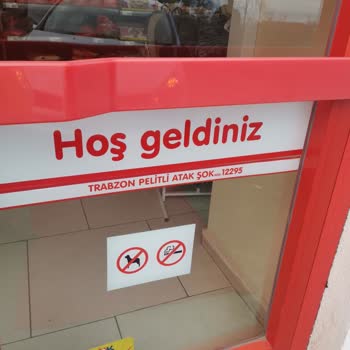 Hoş geldiniz
TRABZON PELİTLİ ATAK ŞOK 12295